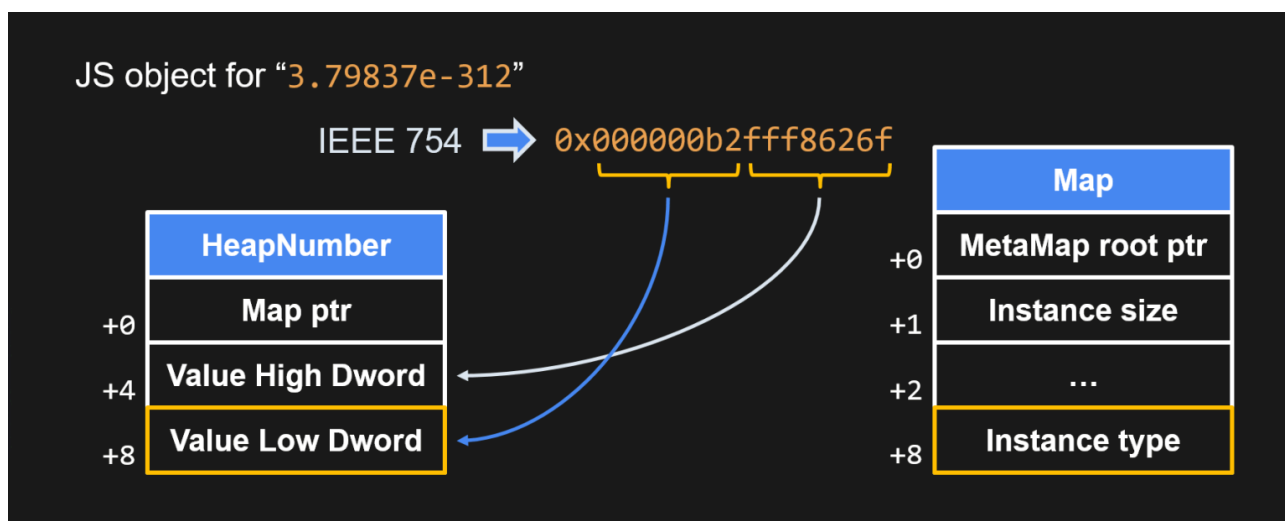 JS object for “3.79837e-312”
IEEE 754
0x000000b2fff8626f
HeapNumber
+0
Map ptr
+4
Value High Dword
+8
Value Low Dword
Map
+0
MetaMap root ptr
+1
Instance size
+2
...
+8
Instance type